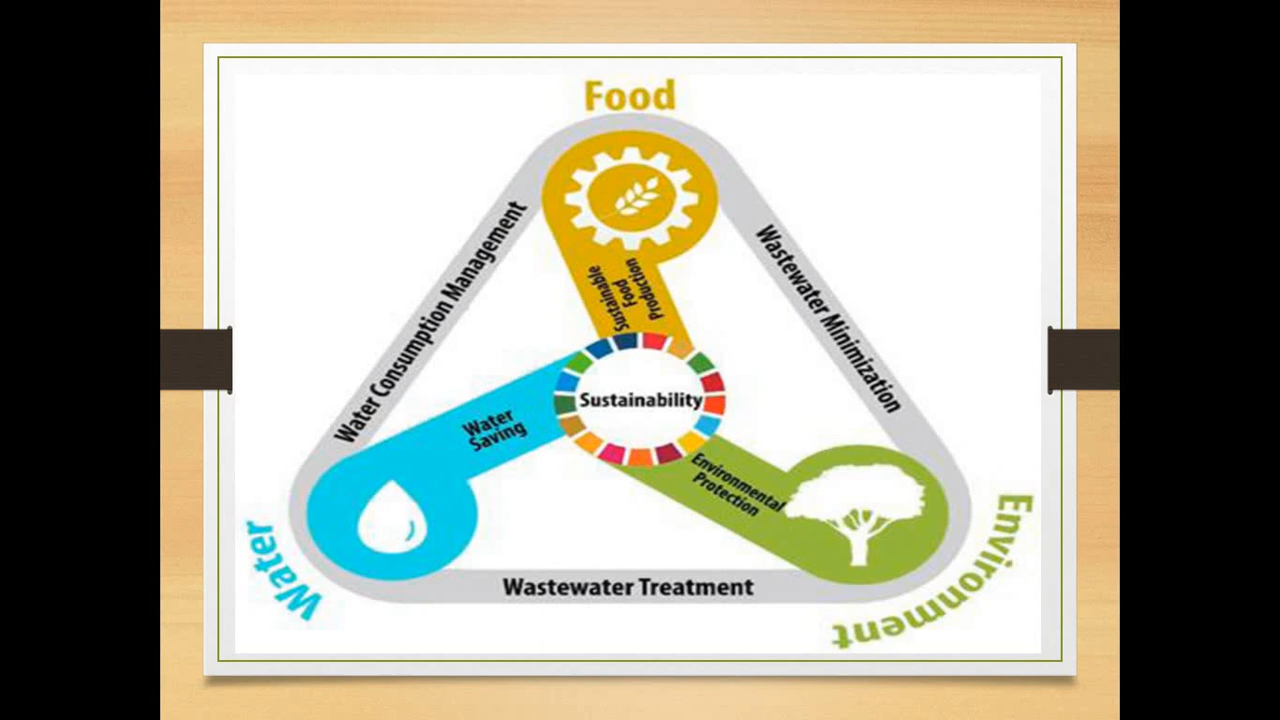 Food
Water Consumption Management
Wastewater Minimization
Sustainable
Food
Production
Sustainability
Water
Saving
Environmental
Protection
Water
Environment
Wastewater Treatment